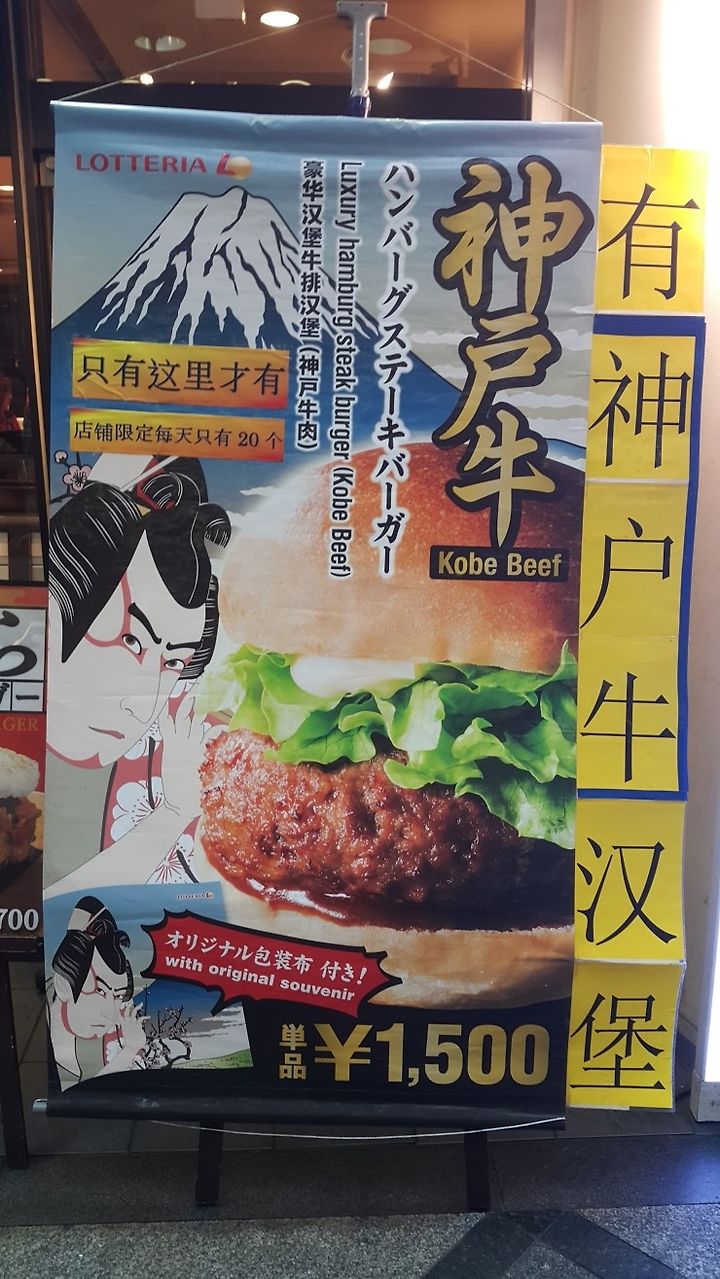 LOTTERIA
神戸牛
Kobe Beef
ハンバーグステーキバーガー
Luxury hamburg steak burger (Kobe Beef)
豪华汉堡牛排汉堡(神戸牛肉)
只有这里才有
店铺限定每天只有 20 个
有神户牛汉堡
LOTTERIA
オリジナル包装布 付き!
with original souvenir
単品 ¥1,500
700